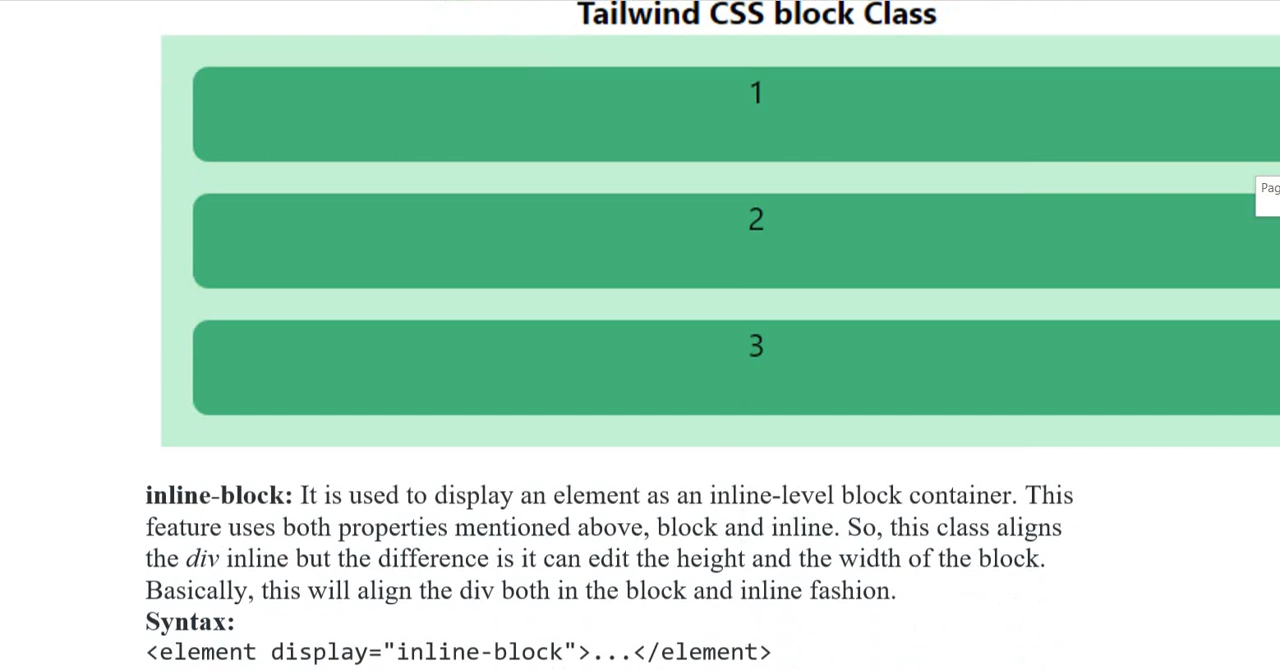 Tailwind CSS block Class
1
2
Pag
3
inline-block: It is used to display an element as an inline-level block container. This
feature uses both properties mentioned above, block and inline. So, this class aligns
the div inline but the difference is it can edit the height and the width of the block.
Basically, this will align the div both in the block and inline fashion.
Syntax:
<element display="inline-block">...</element>